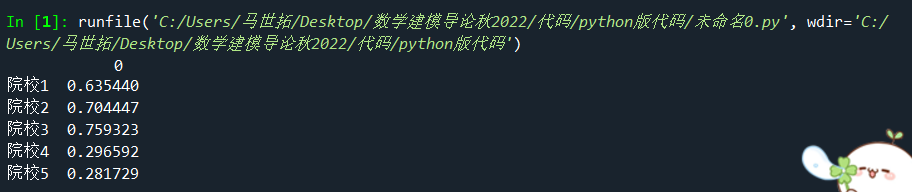 In [1]: runfile('C:/Users/马世拓/Desktop/数学建模导论秋2022/代码/python版代码/未命名0.py', wdir='C:/
Users/马世拓/Desktop/数学建模导论秋2022/代码/python版代码')
0
院校1 0.635440
院校2 0.704447
院校3 0.759323
院校4 0.296592
院校5 0.281729